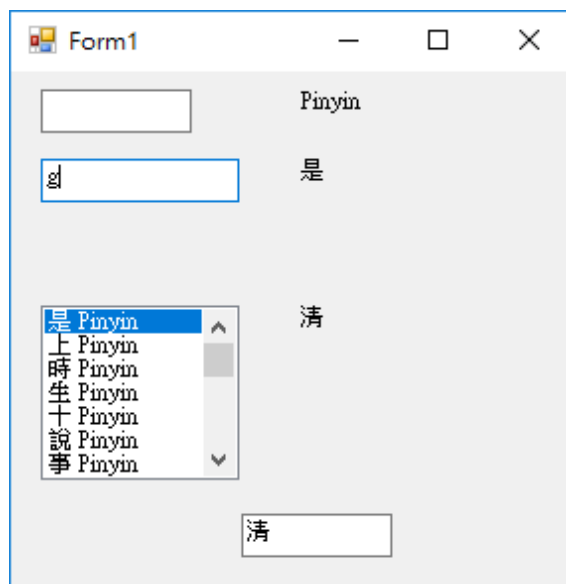 Form1
Pinyin
g
是
清
是 Pinyin
上 Pinyin
時 Pinyin
生 Pinyin
十 Pinyin
說 Pinyin
事 Pinyin
清